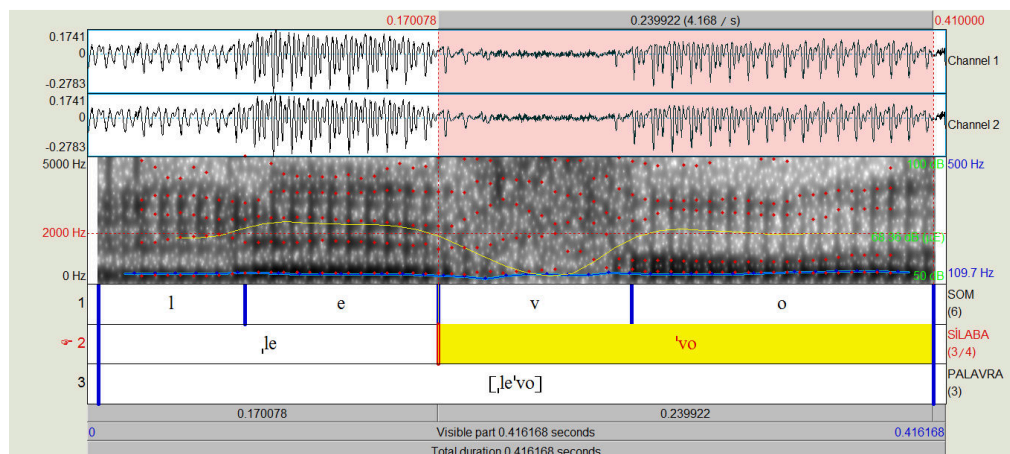 0.170078 0.239922 (4.168 / s) 0.410000
0.1741
0
-0.2783
Channel 1
0.1741
0
-0.2783
Channel 2
5000 Hz 100 dB 500 Hz
2000 Hz
0 Hz 50 dB 109.7 Hz
1 l e v o SOM
(6)
2 ˌle ˈvo SÍLABA
(3/4)
3 [ˌleˈvo] PALAVRA
(3)
0.170078 0.239922
0 Visible part 0.416168 seconds 0.416168
Total duration 0.416168 seconds